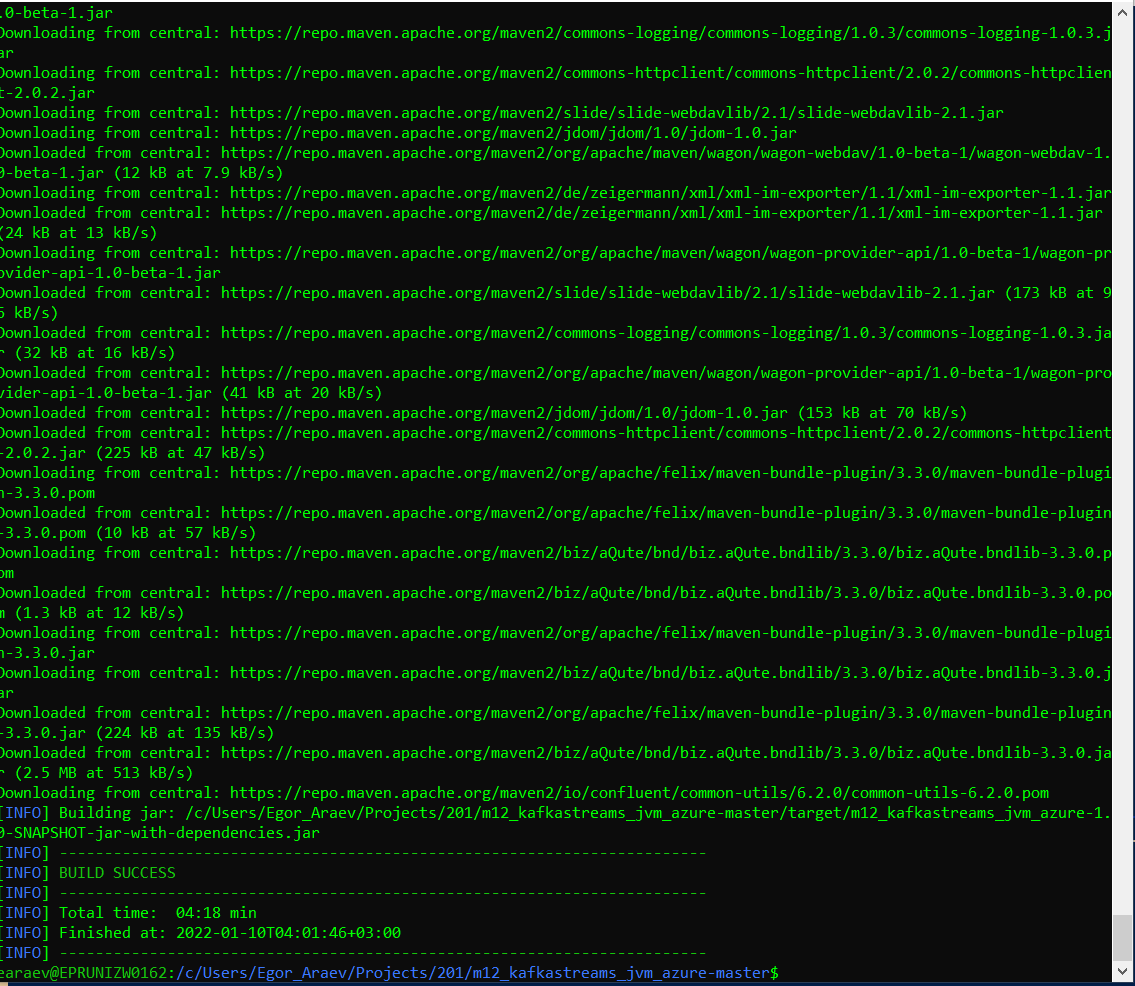 .0-beta-1.jar
Downloading from central: https://repo.maven.apache.org/maven2/commons-logging/commons-logging/1.0.3/commons-logging-1.0.3.j
ar
Downloading from central: https://repo.maven.apache.org/maven2/commons-httpclient/commons-httpclient/2.0.2/commons-httpclien
t-2.0.2.jar
Downloading from central: https://repo.maven.apache.org/maven2/slide/slide-webdavlib/2.1/slide-webdavlib-2.1.jar
Downloading from central: https://repo.maven.apache.org/maven2/jdom/jdom/1.0/jdom-1.0.jar
Downloaded from central: https://repo.maven.apache.org/maven2/org/apache/maven/wagon/wagon-webdav/1.0-beta-1/wagon-webdav-1.
0-beta-1.jar (12 kB at 7.9 kB/s)
Downloading from central: https://repo.maven.apache.org/maven2/de/zeigermann/xml/xml-im-exporter/1.1/xml-im-exporter-1.1.jar
Downloaded from central: https://repo.maven.apache.org/maven2/de/zeigermann/xml/xml-im-exporter/1.1/xml-im-exporter-1.1.jar
(24 kB at 13 kB/s)
Downloading from central: https://repo.maven.apache.org/maven2/org/apache/maven/wagon/wagon-provider-api/1.0-beta-1/wagon-pr
ovider-api-1.0-beta-1.jar
Downloaded from central: https://repo.maven.apache.org/maven2/slide/slide-webdavlib/2.1/slide-webdavlib-2.1.jar (173 kB at 9
6 kB/s)
Downloaded from central: https://repo.maven.apache.org/maven2/commons-logging/commons-logging/1.0.3/commons-logging-1.0.3.ja
r (32 kB at 16 kB/s)
Downloaded from central: https://repo.maven.apache.org/maven2/org/apache/maven/wagon/wagon-provider-api/1.0-beta-1/wagon-pro
vider-api-1.0-beta-1.jar (41 kB at 20 kB/s)
Downloaded from central: https://repo.maven.apache.org/maven2/jdom/jdom/1.0/jdom-1.0.jar (153 kB at 70 kB/s)
Downloaded from central: https://repo.maven.apache.org/maven2/commons-httpclient/commons-httpclient/2.0.2/commons-httpclient
-2.0.2.jar (225 kB at 47 kB/s)
Downloading from central: https://repo.maven.apache.org/maven2/org/apache/felix/maven-bundle-plugin/3.3.0/maven-bundle-plugi
n-3.3.0.pom
Downloaded from central: https://repo.maven.apache.org/maven2/org/apache/felix/maven-bundle-plugin/3.3.0/maven-bundle-plugin
-3.3.0.pom (10 kB at 57 kB/s)
Downloading from central: https://repo.maven.apache.org/maven2/biz/aQute/bnd/biz.aQute.bndlib/3.3.0/biz.aQute.bndlib-3.3.0.p
om
Downloaded from central: https://repo.maven.apache.org/maven2/biz/aQute/bnd/biz.aQute.bndlib/3.3.0/biz.aQute.bndlib-3.3.0.po
m (1.3 kB at 12 kB/s)
Downloading from central: https://repo.maven.apache.org/maven2/org/apache/felix/maven-bundle-plugin/3.3.0/maven-bundle-plugi
n-3.3.0.jar
Downloading from central: https://repo.maven.apache.org/maven2/biz/aQute/bnd/biz.aQute.bndlib/3.3.0/biz.aQute.bndlib-3.3.0.j
ar
Downloaded from central: https://repo.maven.apache.org/maven2/org/apache/felix/maven-bundle-plugin/3.3.0/maven-bundle-plugin
-3.3.0.jar (224 kB at 135 kB/s)
Downloaded from central: https://repo.maven.apache.org/maven2/biz/aQute/bnd/biz.aQute.bndlib/3.3.0/biz.aQute.bndlib-3.3.0.ja
r (2.5 MB at 513 kB/s)
Downloading from central: https://repo.maven.apache.org/maven2/io/confluent/common-utils/6.2.0/common-utils-6.2.0.pom
[INFO] Building jar: /c/Users/Egor_Araev/Projects/201/m12_kafkastreams_jvm_azure-master/target/m12_kafkastreams_jvm_azure-1.
0-SNAPSHOT-jar-with-dependencies.jar
[INFO] ------------------------------------------------------------------------
[INFO] BUILD SUCCESS
[INFO] ------------------------------------------------------------------------
[INFO] Total time:  04:18 min
[INFO] Finished at: 2022-01-10T04:01:46+03:00
[INFO] ------------------------------------------------------------------------
earaev@EPRUNIZW0162:/c/Users/Egor_Araev/Projects/201/m12_kafkastreams_jvm_azure-master$